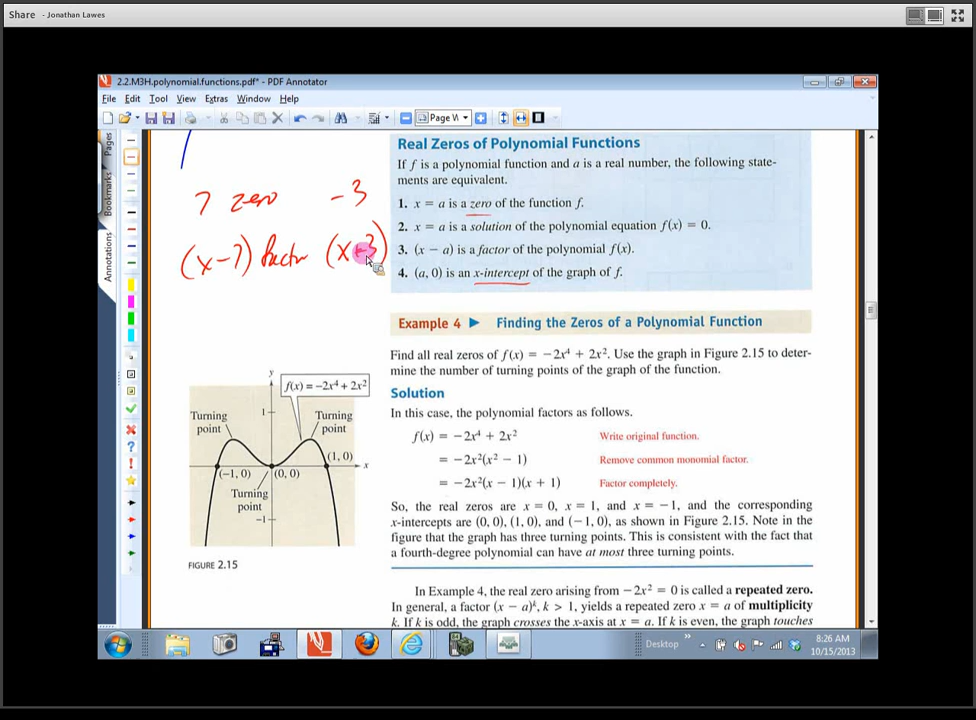 Share - Jonathan Lawes
2.2.M3H.polynomial.functions.pdf* - PDF Annotator
File Edit Tool View Extras Window Help
Page W
Pages
Bookmarks
Annotations
7 zero -3
(x-7) factor (x+3)
Real Zeros of Polynomial Functions
If f is a polynomial function and a is a real number, the following state-
ments are equivalent.
1. x = a is a zero of the function f.
2. x = a is a solution of the polynomial equation f(x) = 0.
3. (x − a) is a factor of the polynomial f(x).
4. (a, 0) is an x-intercept of the graph of f.
Example 4 ► Finding the Zeros of a Polynomial Function
Find all real zeros of f(x) = −2x⁴ + 2x². Use the graph in Figure 2.15 to deter-
mine the number of turning points of the graph of the function.
Solution
In this case, the polynomial factors as follows.
f(x) = −2x⁴ + 2x² Write original function.
= −2x²(x² − 1) Remove common monomial factor.
= −2x²(x − 1)(x + 1) Factor completely.
So, the real zeros are x = 0, x = 1, and x = −1, and the corresponding
x-intercepts are (0, 0), (1, 0), and (−1, 0), as shown in Figure 2.15. Note in the
figure that the graph has three turning points. This is consistent with the fact that
a fourth-degree polynomial can have at most three turning points.
In Example 4, the real zero arising from −2x² = 0 is called a repeated zero.
In general, a factor (x − a)ᵏ, k > 1, yields a repeated zero x = a of multiplicity
k. If k is odd, the graph crosses the x-axis at x = a. If k is even, the graph touches
y
f(x) = −2x⁴ + 2x²
1
Turning
point
Turning
point
(1, 0)
x
(−1, 0)
(0, 0)
Turning
point
−1
FIGURE 2.15
Desktop
8:26 AM
10/15/2013